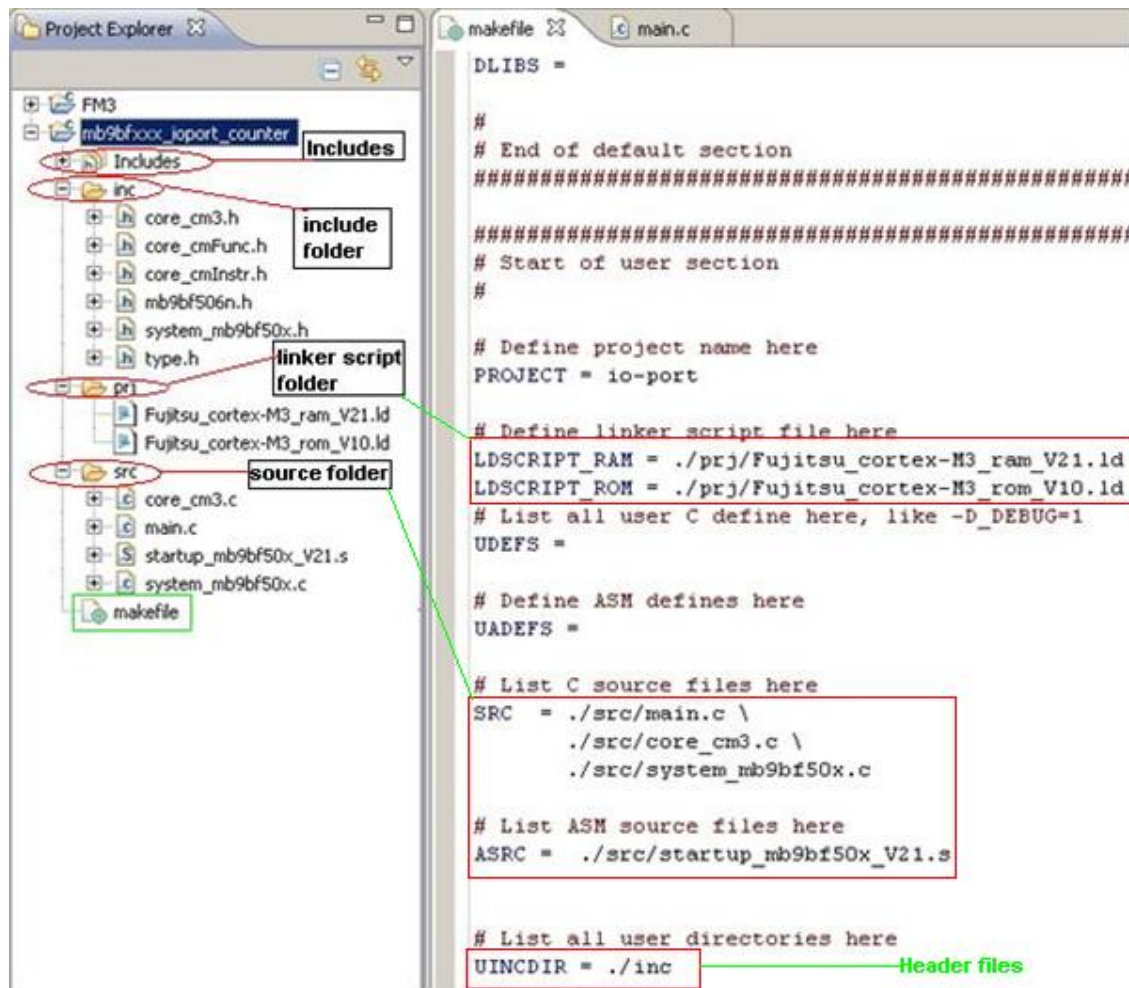 Project Explorer
FM3
mb9bfxxx_ioport_counter
Includes
Includes
inc
include
folder
core_cm3.h
core_cmFunc.h
core_cmInstr.h
mb9bf506n.h
system_mb9bf50x.h
type.h
linker script
folder
prj
Fujitsu_cortex-M3_ram_V21.ld
Fujitsu_cortex-M3_rom_V10.ld
src
source folder
core_cm3.c
main.c
startup_mb9bf50x_V21.s
system_mb9bf50x.c
makefile
makefile
main.c
DLIBS =
#
# End of default section
##################################################
##################################################
# Start of user section
#
# Define project name here
PROJECT = io-port
# Define linker script file here
LDSCRIPT_RAM = ./prj/Fujitsu_cortex-M3_ram_V21.ld
LDSCRIPT_ROM = ./prj/Fujitsu_cortex-M3_rom_V10.ld
# List all user C define here, like -D_DEBUG=1
UDEFS =
# Define ASM defines here
UADEFS =
# List C source files here
SRC = ./src/main.c \
./src/core_cm3.c \
./src/system_mb9bf50x.c
# List ASM source files here
ASRC = ./src/startup_mb9bf50x_V21.s
# List all user directories here
UINCDIR = ./inc
Header files